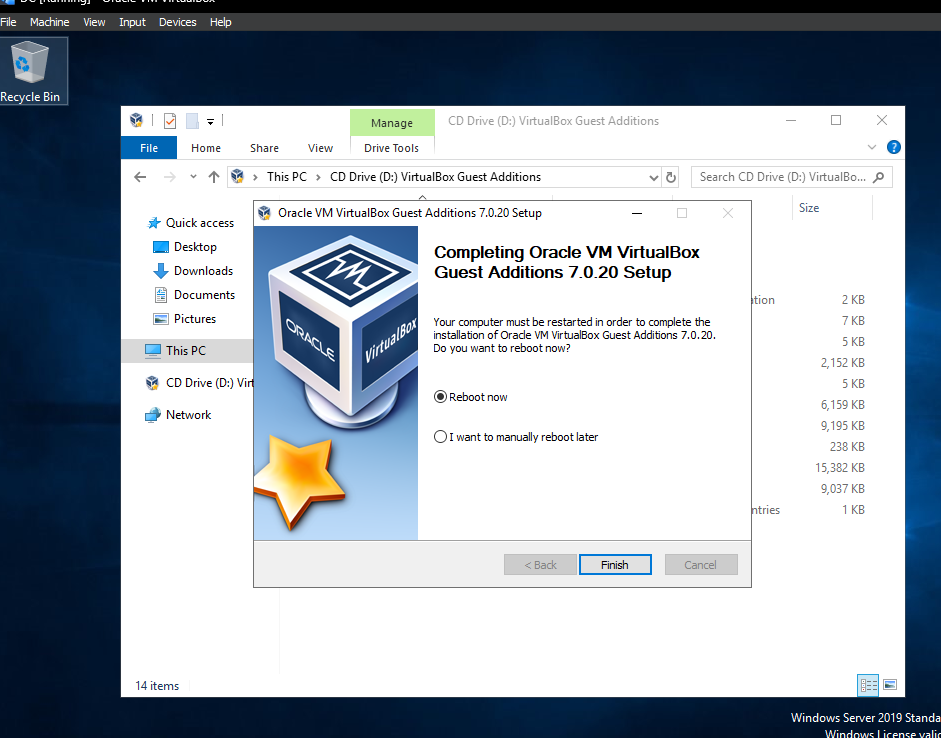 DC [Running] - Oracle VM VirtualBox
File Machine View Input Devices Help
Recycle Bin
Manage
CD Drive (D:) VirtualBox Guest Additions
File Home Share View Drive Tools
This PC > CD Drive (D:) VirtualBox Guest Additions
Search CD Drive (D:) VirtualBo...
Size
Quick access
Desktop
Downloads
Documents
Pictures
This PC
CD Drive (D:) Virt
Network
Oracle VM VirtualBox Guest Additions 7.0.20 Setup
ORACLE
VirtualBox
Completing Oracle VM VirtualBox
Guest Additions 7.0.20 Setup
Your computer must be restarted in order to complete the
installation of Oracle VM VirtualBox Guest Additions 7.0.20.
Do you want to reboot now?
Reboot now
I want to manually reboot later
< Back
Finish
Cancel
ation 2 KB
7 KB
5 KB
2,152 KB
5 KB
6,159 KB
9,195 KB
238 KB
15,382 KB
9,037 KB
ntries 1 KB
14 items
Windows Server 2019 Standa
Windows License valid